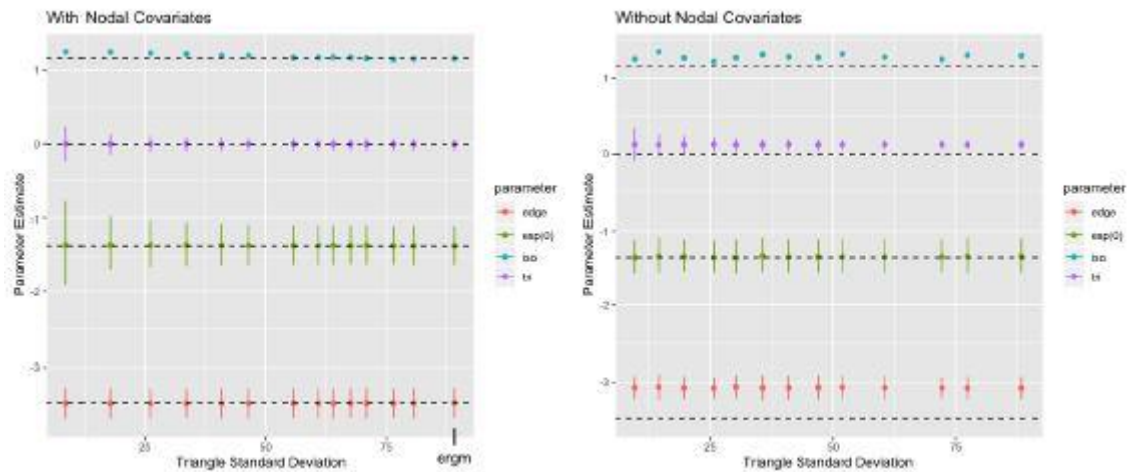 With Nodal Covariates
Parameter Estimate
1
0
-1
-2
-3
25
50
75
ergm
Triangle Standard Deviation
parameter
edge
esp(0)
iso
tri
Without Nodal Covariates
Parameter Estimate
1
0
-1
-2
-3
25
50
75
Triangle Standard Deviation
parameter
edge
esp(0)
iso
tri